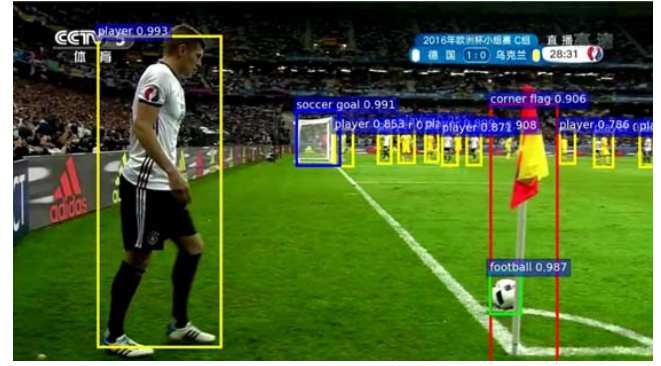 CCTV 5
体育
player 0.993
2016年欧洲杯小组赛 C组
直播
德国 1:0 乌克兰
28:31
soccer goal 0.991
corner flag 0.906
player 0.853
player 0.871
.908
player 0.786
football 0.987
adidas